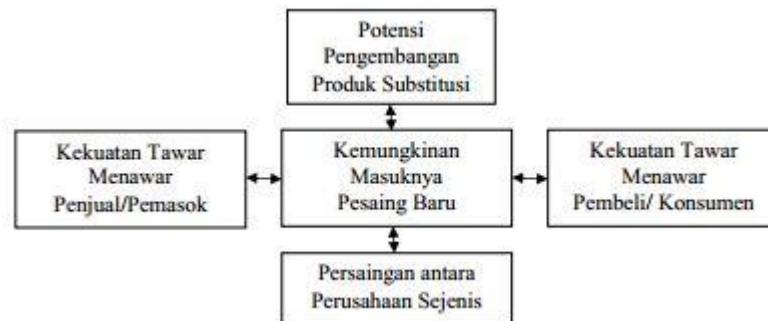 Potensi
Pengembangan
Produk Substitusi
Kekuatan Tawar
Menawar
Penjual/Pemasok
Kemungkinan
Masuknya
Pesaing Baru
Kekuatan Tawar
Menawar
Pembeli/ Konsumen
Persaingan antara
Perusahaan Sejenis